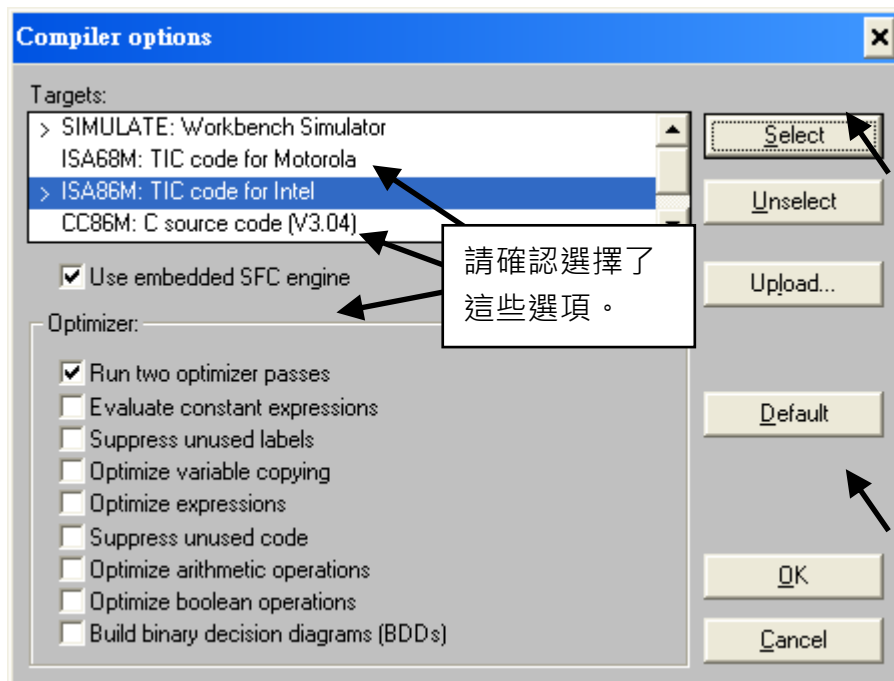 Compiler options
Targets:
> SIMULATE: Workbench Simulator
ISA68M: TIC code for Motorola
> ISA86M: TIC code for Intel
CC86M: C source code (V3.04)
Select
Unselect
Upload...
Default
OK
Cancel
請確認選擇了
這些選項。
Use embedded SFC engine
Optimizer:
Run two optimizer passes
Evaluate constant expressions
Suppress unused labels
Optimize variable copying
Optimize expressions
Suppress unused code
Optimize arithmetic operations
Optimize boolean operations
Build binary decision diagrams (BDDs)